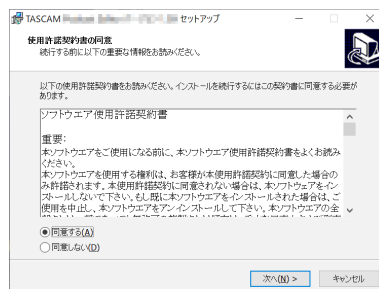 TASCAM セットアップ
使用許諾契約書の同意
続行する前に以下の重要な情報をお読みください。
以下の使用許諾契約書をお読みください。インストールを続行するにはこの契約書に同意する必要が
あります。
ソフトウエア使用許諾契約書
重要:
本ソフトウエアをご使用になる前に、本ソフトウエア使用許諾契約書をよくお読み
ください。
本ソフトウエアを使用する権利は、お客様が本使用許諾契約に同意した場合の
み許諾されます。本使用許諾契約に同意されない場合は、本ソフトウェアをイン
ストールしないで下さい。もし既に本ソフトウエアをインストールされた場合は、ご
使用を中止し、本ソフトウエアをアンインストールして下さい。本ソフトウエアの全
同意する(A)
同意しない(D)
次へ(N) >
キャンセル